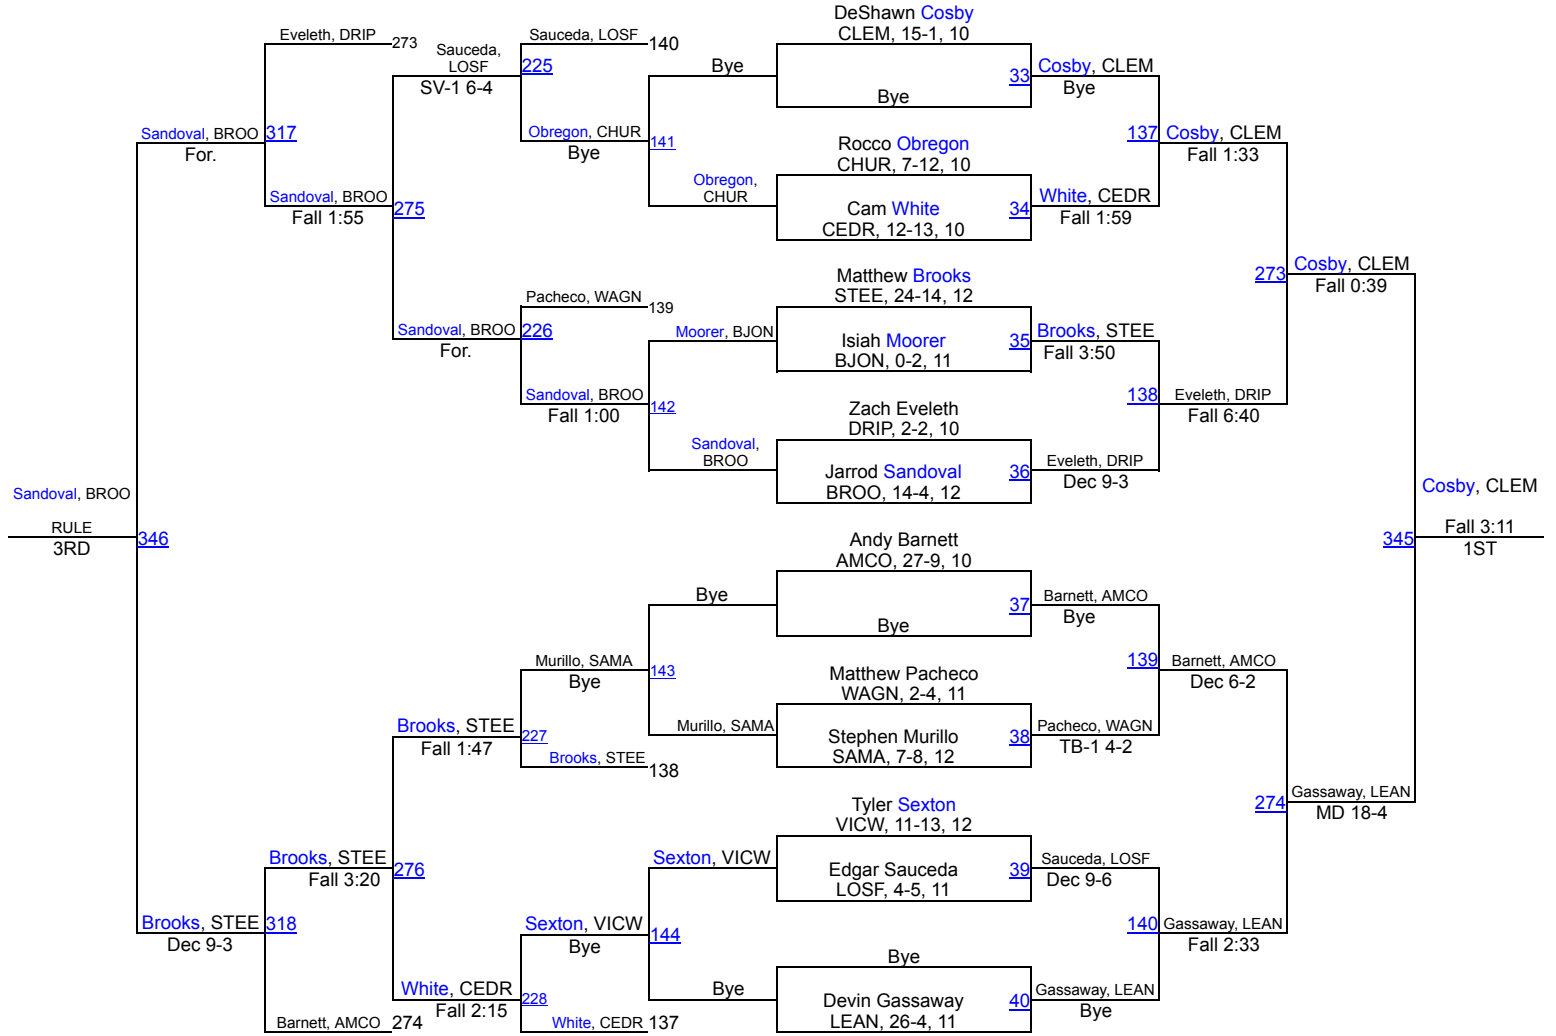 DeShawn Cosby
CLEM, 15-1, 10
Eveleth, DRIP 273
Sauceda,
LOSF
SV-1 6-4
Sauceda, LOSF 140
225
Bye
Bye
33
Cosby, CLEM
Bye
Sandoval, BROO
For.
317
Obregon, CHUR
Bye
141
Rocco Obregon
CHUR, 7-12, 10
137
Cosby, CLEM
Fall 1:33
Sandoval, BROO
Fall 1:55
275
Obregon,
CHUR
Cam White
CEDR, 12-13, 10
34
White, CEDR
Fall 1:59
273
Cosby, CLEM
Fall 0:39
Matthew Brooks
STEE, 24-14, 12
Pacheco, WAGN 139
Sandoval, BROO
For.
226
Moorer, BJON
Isiah Moorer
BJON, 0-2, 11
35
Brooks, STEE
Fall 3:50
Sandoval, BROO
Fall 1:00
142
Zach Eveleth
DRIP, 2-2, 10
138
Eveleth, DRIP
Fall 6:40
Sandoval,
BROO
Jarrod Sandoval
BROO, 14-4, 12
36
Eveleth, DRIP
Dec 9-3
Sandoval, BROO
RULE
3RD
346
Cosby, CLEM
345
Fall 3:11
1ST
Andy Barnett
AMCO, 27-9, 10
Bye
Bye
37
Barnett, AMCO
Bye
Murillo, SAMA
Bye
143
Matthew Pacheco
WAGN, 2-4, 11
139
Barnett, AMCO
Dec 6-2
Brooks, STEE
Fall 1:47
227
Brooks, STEE 138
Murillo, SAMA
Stephen Murillo
SAMA, 7-8, 12
38
Pacheco, WAGN
TB-1 4-2
274
Gassaway, LEAN
MD 18-4
Tyler Sexton
VICW, 11-13, 12
Brooks, STEE
Fall 3:20
276
Sexton, VICW
Edgar Sauceda
LOSF, 4-5, 11
39
Sauceda, LOSF
Dec 9-6
Brooks, STEE
Dec 9-3
318
Sexton, VICW
Bye
144
140
Gassaway, LEAN
Fall 2:33
Bye
White, CEDR
Fall 2:15
228
Bye
Devin Gassaway
LEAN, 26-4, 11
40
Gassaway, LEAN
Bye
Barnett, AMCO 274
White, CEDR 137